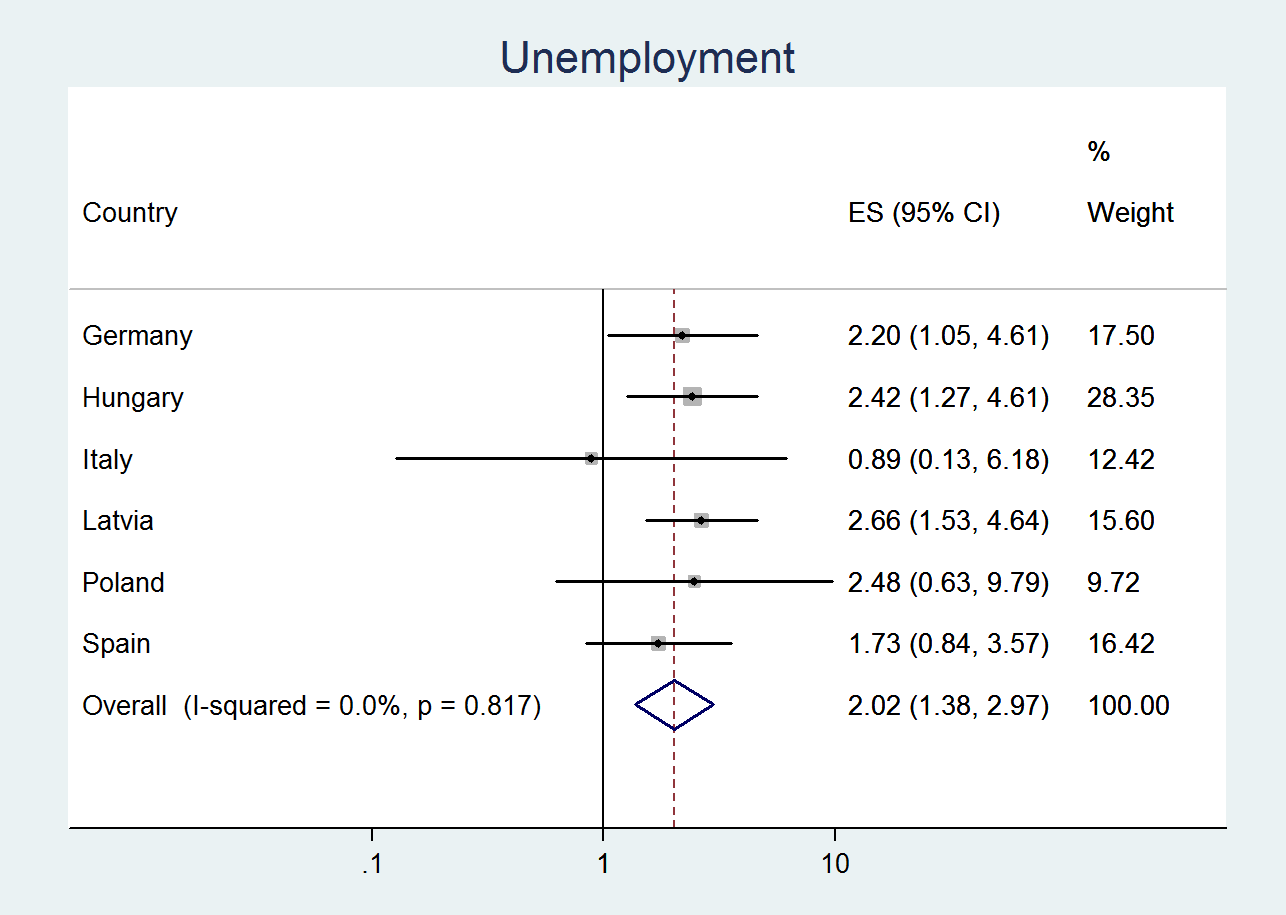 Unemployment
%
Country ES (95% CI) Weight
Germany 2.20 (1.05, 4.61) 17.50
Hungary 2.42 (1.27, 4.61) 28.35
Italy 0.89 (0.13, 6.18) 12.42
Latvia 2.66 (1.53, 4.64) 15.60
Poland 2.48 (0.63, 9.79) 9.72
Spain 1.73 (0.84, 3.57) 16.42
Overall (I-squared = 0.0%, p = 0.817) 2.02 (1.38, 2.97) 100.00
.1 1 10